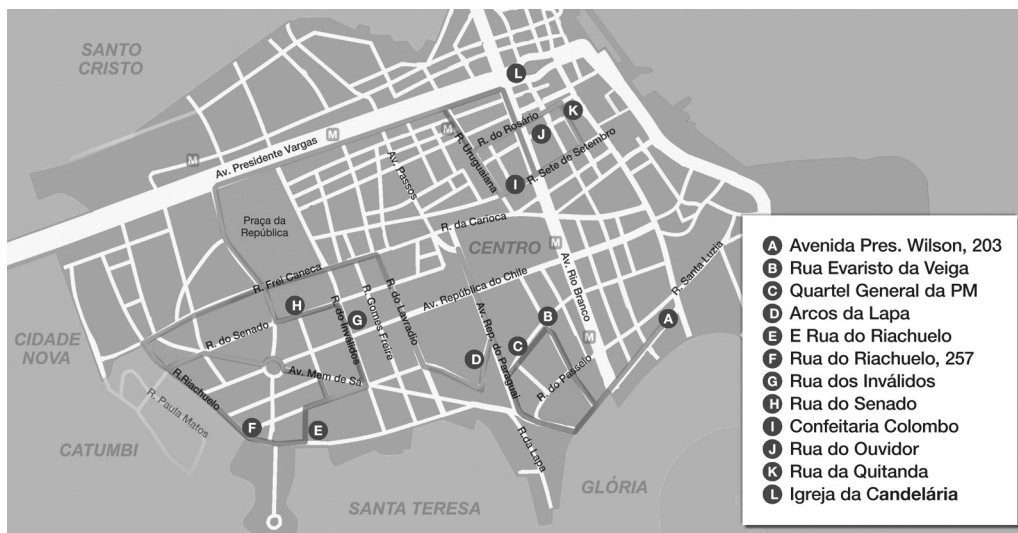 SANTO
CRISTO
L
K
M
M
M
R. do Rosário
J
Av. Presidente Vargas
R. Uruguaiana
R. Sete de Setembro
Av. Passos
I
Praça da
República
R. da Carioca
CENTRO
M
R. Santa Luzia
R. Frei Caneca
Av. República do Chile
Av. Rio Branco
H
R. do Inválidos
R. Gomes Freire
R. do Lavradio
G
B
A
CIDADE
NOVA
R. do Senado
M
C
D
Av. Rep. do Paraguai
R. do Passeio
Av. Mem de Sá
R.Riachuelo
R. Paula Matos
F
E
CATUMBI
R.da Lapa
GLÓRIA
SANTA TERESA
A Avenida Pres. Wilson, 203
B Rua Evaristo da Veiga
C Quartel General da PM
D Arcos da Lapa
E E Rua do Riachuelo
F Rua do Riachuelo, 257
G Rua dos Inválidos
H Rua do Senado
I Confeitaria Colombo
J Rua do Ouvidor
K Rua da Quitanda
L Igreja da Candelária